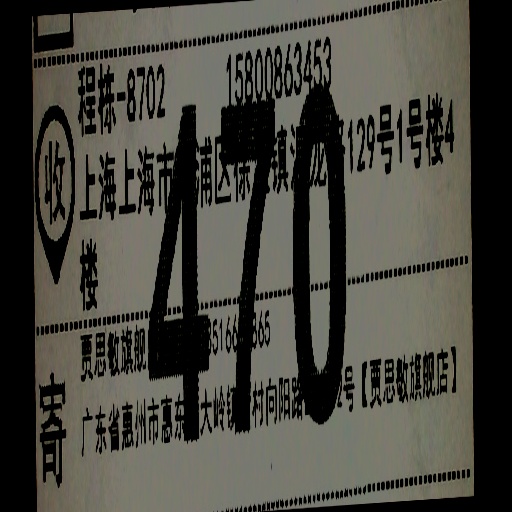 程栋-8702 15800863453
收
上海上海市 浦区徐 镇 129号1号楼4
楼
470
贾思敏旗舰
寄
广东省惠州市惠东 大岭镇 村向阳路 号【贾思敏旗舰店】